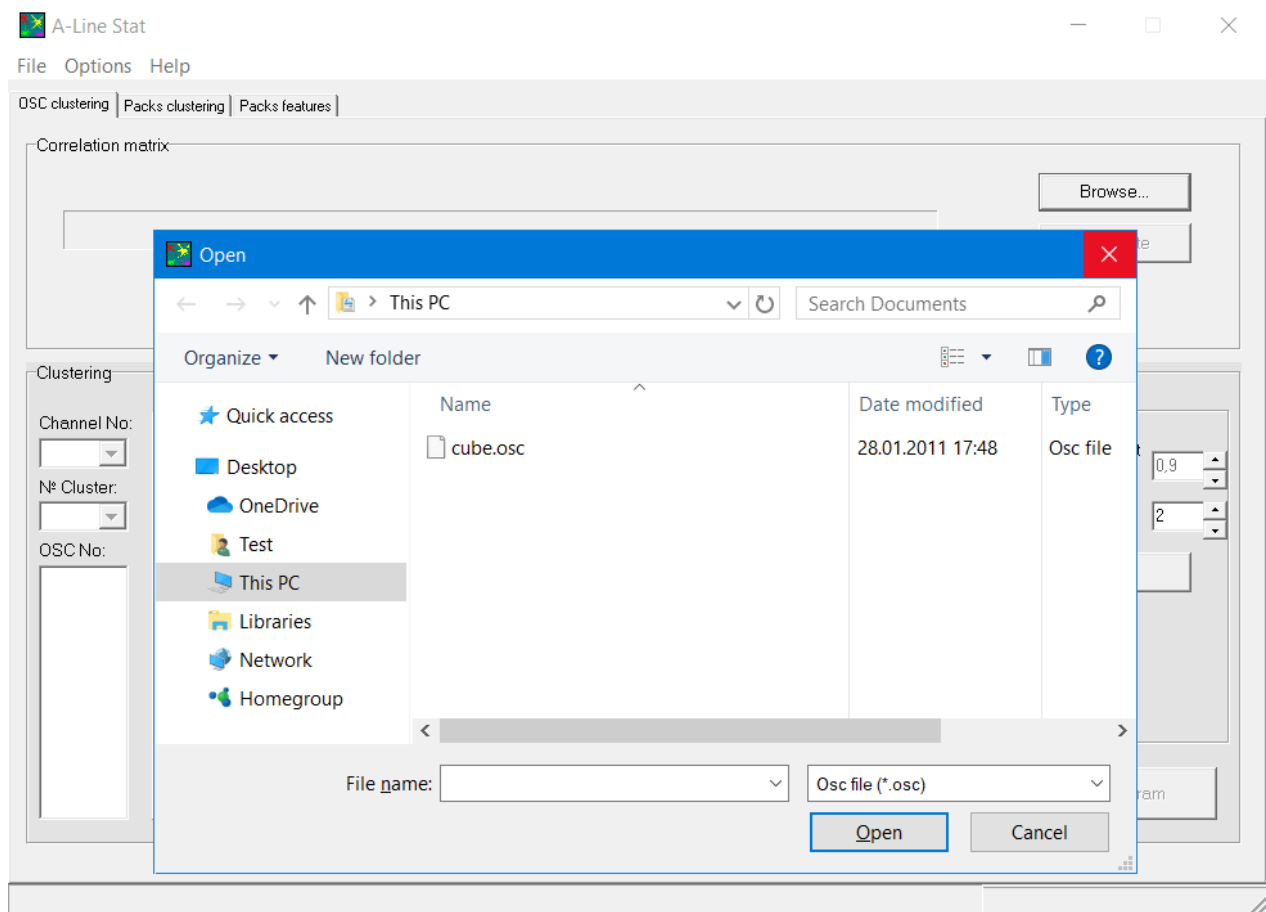 A-Line Stat
File Options Help
OSC clustering Packs clustering Packs features
Correlation matrix
Browse...
Open
This PC
Search Documents
Organize New folder
?
Clustering
Channel No:
Nº Cluster:
OSC No:
Quick access
Desktop
OneDrive
Test
This PC
Libraries
Network
Homegroup
Name Date modified Type
cube.osc 28.01.2011 17:48 Osc file
0,9
2
File name:
Osc file (*.osc)
Open Cancel